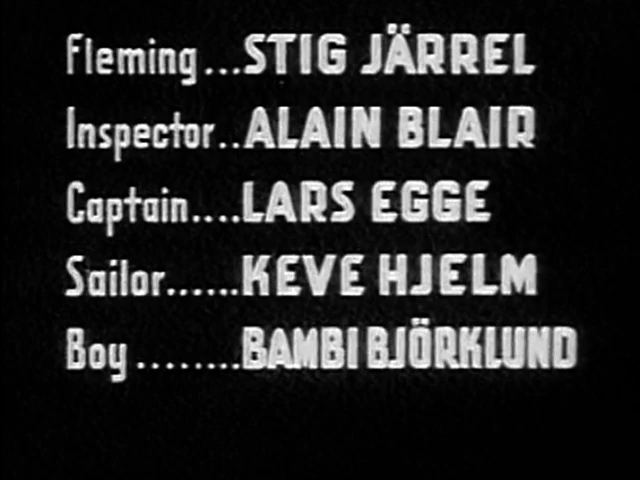 Fleming...STIG JÄRREL
Inspector..ALAIN BLAIR
Captain....LARS EGGE
Sailor......KEVE HJELM
Boy........BAMBI BJÖRKLUND